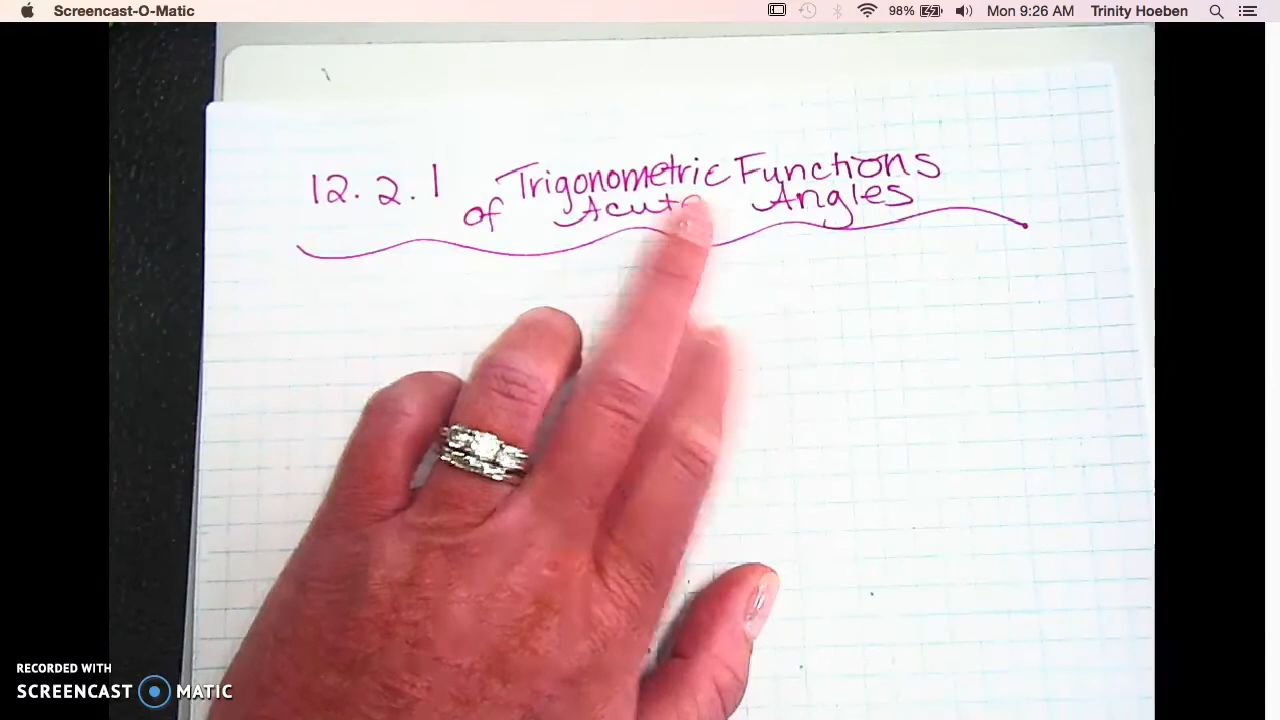 Screencast-O-Matic 98% Mon 9:26 AM Trinity Hoeben
12.2.1 Trigonometric Functions
of Acute Angles
RECORDED WITH
SCREENCAST MATIC